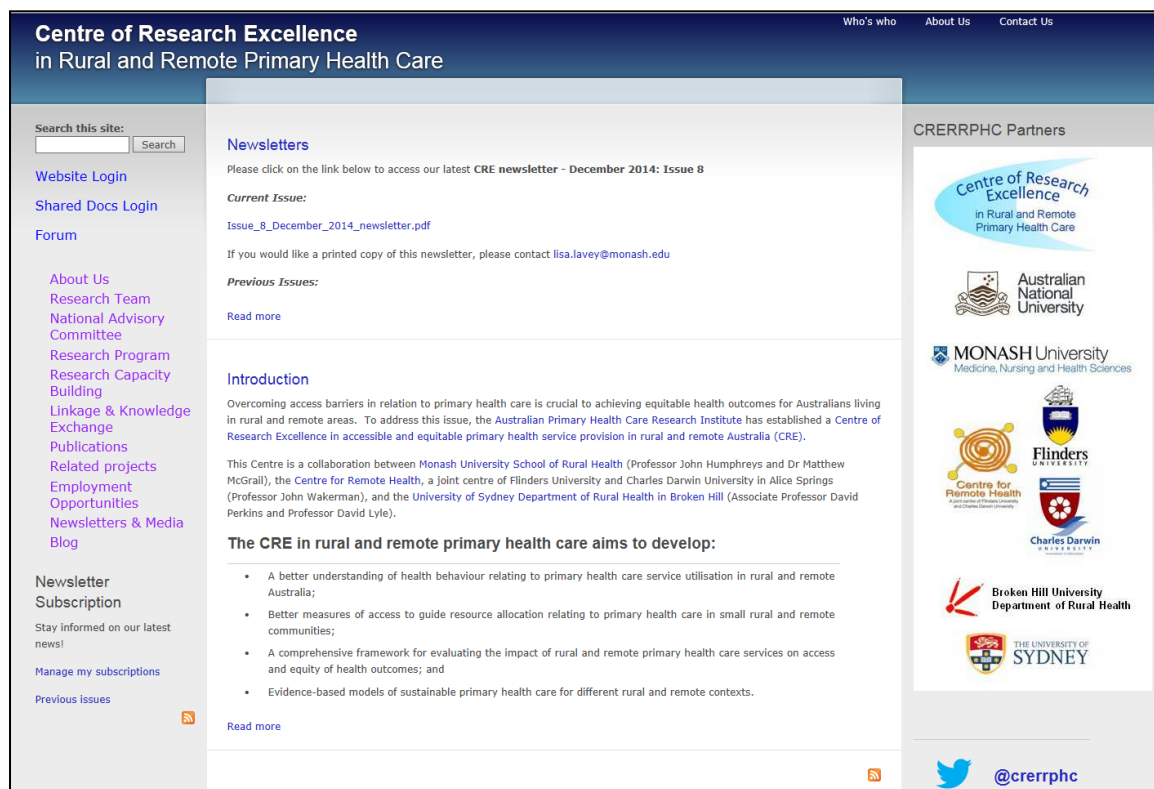 Centre of Research Excellence
in Rural and Remote Primary Health Care
Who's who
About Us
Contact Us
Search this site:
Search
Website Login
Shared Docs Login
Forum
About Us
Research Team
National Advisory
Committee
Research Program
Research Capacity
Building
Linkage & Knowledge
Exchange
Publications
Related projects
Employment
Opportunities
Newsletters & Media
Blog
Newsletter
Subscription
Stay informed on our latest
news!
Manage my subscriptions
Previous issues
Newsletters
Please click on the link below to access our latest CRE newsletter - December 2014: Issue 8
Current Issue:
Issue_8_December_2014_newsletter.pdf
If you would like a printed copy of this newsletter, please contact lisa.lavey@monash.edu
Previous Issues:
Read more
Introduction
Overcoming access barriers in relation to primary health care is crucial to achieving equitable health outcomes for Australians living
in rural and remote areas. To address this issue, the Australian Primary Health Care Research Institute has established a Centre of
Research Excellence in accessible and equitable primary health service provision in rural and remote Australia (CRE).
This Centre is a collaboration between Monash University School of Rural Health (Professor John Humphreys and Dr Matthew
McGrail), the Centre for Remote Health, a joint centre of Flinders University and Charles Darwin University in Alice Springs
(Professor John Wakerman), and the University of Sydney Department of Rural Health in Broken Hill (Associate Professor David
Perkins and Professor David Lyle).
The CRE in rural and remote primary health care aims to develop:
• A better understanding of health behaviour relating to primary health care service utilisation in rural and remote
Australia;
• Better measures of access to guide resource allocation relating to primary health care in small rural and remote
communities;
• A comprehensive framework for evaluating the impact of rural and remote primary health care services on access
and equity of health outcomes; and
• Evidence-based models of sustainable primary health care for different rural and remote contexts.
Read more
CRERRPHC Partners
Centre of Research
Excellence
in Rural and Remote
Primary Health Care
Australian
National
University
MONASH University
Medicine, Nursing and Health Sciences
Flinders
UNIVERSITY
Centre for
Remote Health
A joint centre of Flinders University
and Charles Darwin University
Charles Darwin
UNIVERSITY
Broken Hill University
Department of Rural Health
THE UNIVERSITY OF
SYDNEY
@crerrphc